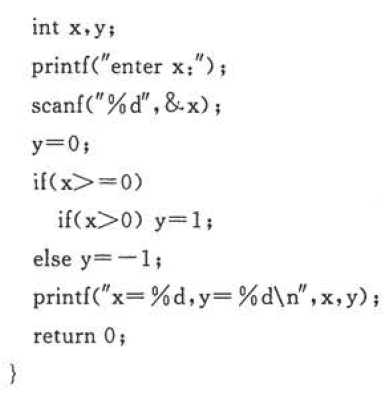 int x,y;
printf("enter x:");
scanf("%d",&x);
y=0;
if(x>=0)
if(x>0) y=1;
else y=-1;
printf("x=%d,y=%d\n",x,y);
return 0;
}